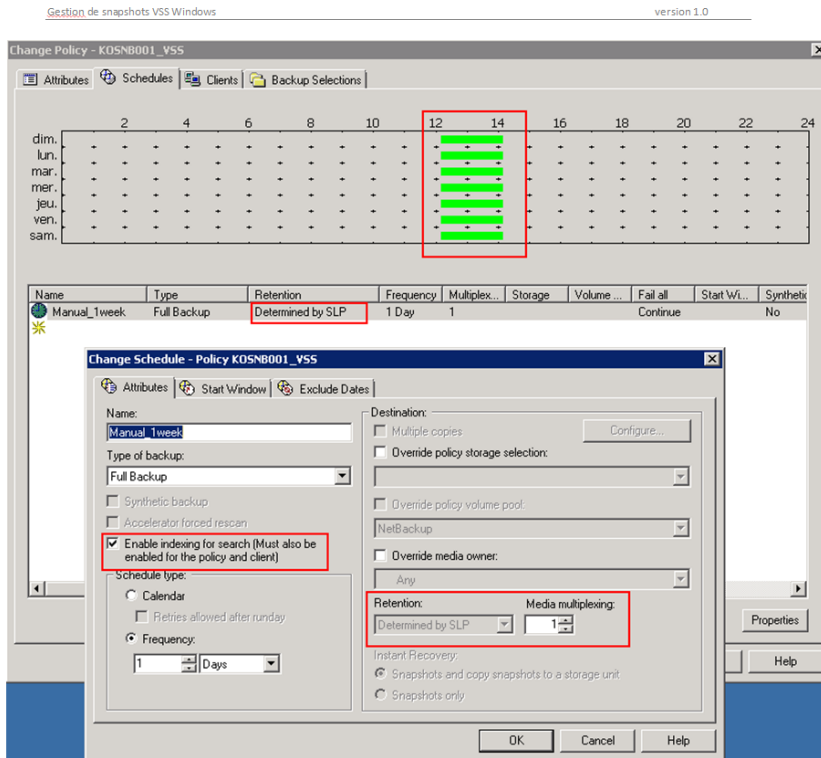 Gestion de snapshots VSS Windows version 1.0
Change Policy - KOSNB001_VSS
Attributes Schedules Clients Backup Selections
2 4 6 8 10 12 14 16 18 20 22 24
dim.
lun.
mar.
mer.
jeu.
ven.
sam.
Name Type Retention Frequency Multiplex... Storage Volume ... Fail all Start Wi... Synthetic
Manual_1week Full Backup Determined by SLP 1 Day 1 Continue No
Change Schedule - Policy KOSNB001_VSS
Attributes Start Window Exclude Dates
Name:
Manual_1week
Type of backup:
Full Backup
Synthetic backup
Accelerator forced rescan
Enable indexing for search (Must also be
enabled for the policy and client)
Schedule type:
Calendar
Retries allowed after runday
Frequency:
1 Days
Destination:
Multiple copies Configure...
Override policy storage selection:
Override policy volume pool:
NetBackup
Override media owner:
Any
Retention: Media multiplexing:
Determined by SLP 1
Instant Recovery:
Snapshots and copy snapshots to a storage unit
Snapshots only
OK Cancel Help
Properties
Help